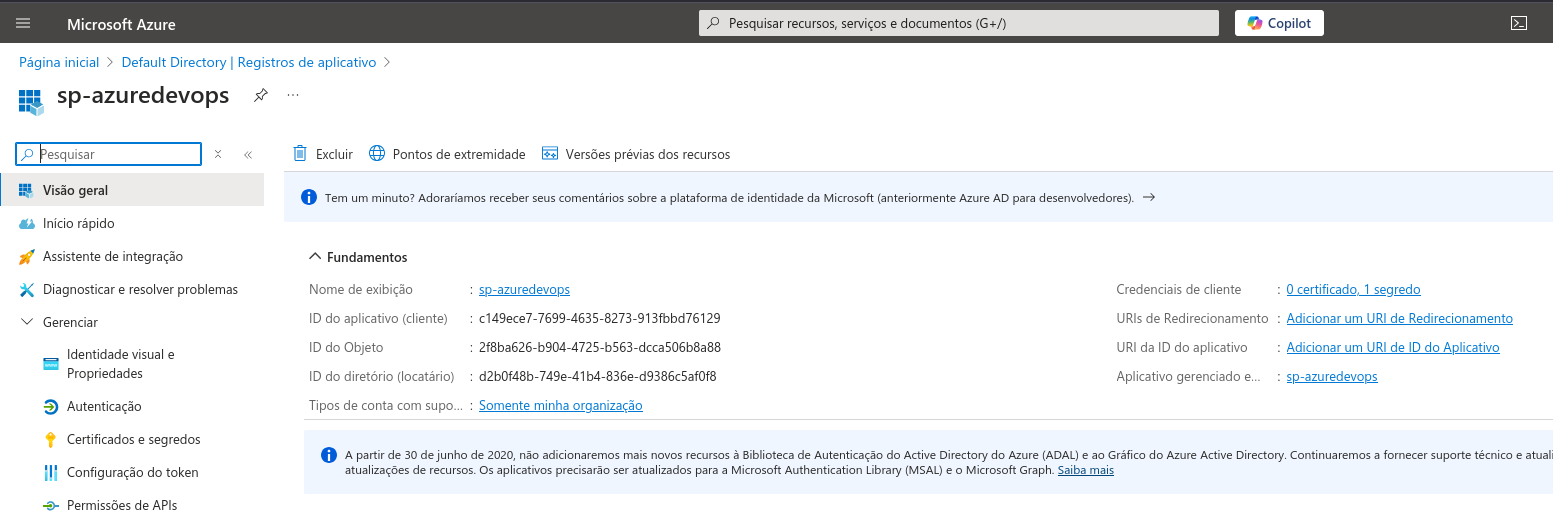 Microsoft Azure
Pesquisar recursos, serviços e documentos (G+/)
Copilot
Página inicial
Default Directory | Registros de aplicativo
sp-azuredevops
Pesquisar
Excluir
Pontos de extremidade
Versões prévias dos recursos
Visão geral
Início rápido
Assistente de integração
Diagnosticar e resolver problemas
Gerenciar
Identidade visual e
Propriedades
Autenticação
Certificados e segredos
Configuração do token
Permissões de APIs
Tem um minuto? Adoraríamos receber seus comentários sobre a plataforma de identidade da Microsoft (anteriormente Azure AD para desenvolvedores).
Fundamentos
Nome de exibição : sp-azuredevops
ID do aplicativo (cliente) : c149ece7-7699-4635-8273-913fbbd76129
ID do Objeto : 2f8ba626-b904-4725-b563-dcca506b8a88
ID do diretório (locatário) : d2b0f48b-749e-41b4-836e-d9386c5af0f8
Tipos de conta com supo... : Somente minha organização
Credenciais de cliente : 0 certificado, 1 segredo
URIs de Redirecionamento : Adicionar um URI de Redirecionamento
URI da ID do aplicativo : Adicionar um URI de ID do Aplicativo
Aplicativo gerenciado e... : sp-azuredevops
A partir de 30 de junho de 2020, não adicionaremos mais novos recursos à Biblioteca de Autenticação do Active Directory do Azure (ADAL) e ao Gráfico do Azure Active Directory. Continuaremos a fornecer suporte técnico e atuali
atualizações de recursos. Os aplicativos precisarão ser atualizados para a Microsoft Authentication Library (MSAL) e o Microsoft Graph. Saiba mais